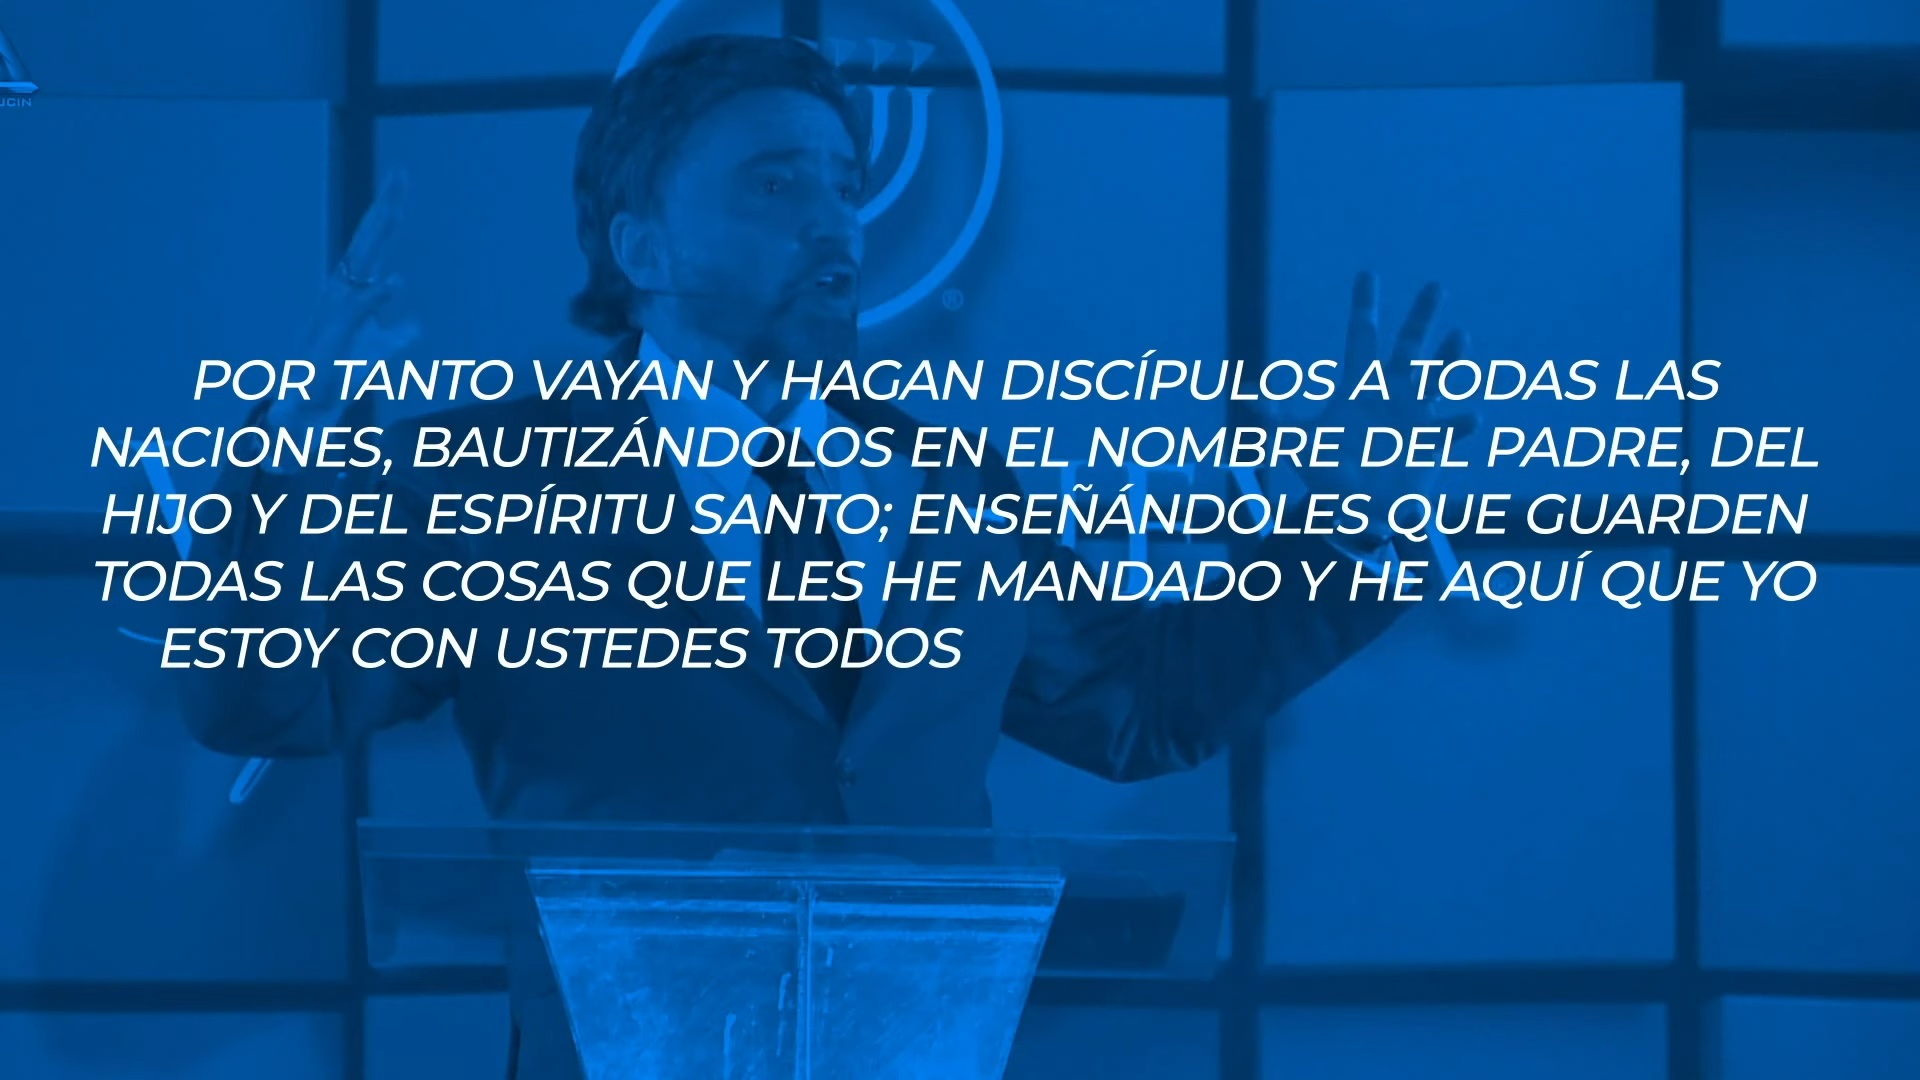 UCIN
®
POR TANTO VAYAN Y HAGAN DISCÍPULOS A TODAS LAS
NACIONES, BAUTIZÁNDOLOS EN EL NOMBRE DEL PADRE, DEL
HIJO Y DEL ESPÍRITU SANTO; ENSEÑÁNDOLES QUE GUARDEN
TODAS LAS COSAS QUE LES HE MANDADO Y HE AQUÍ QUE YO
ESTOY CON USTEDES TODOS